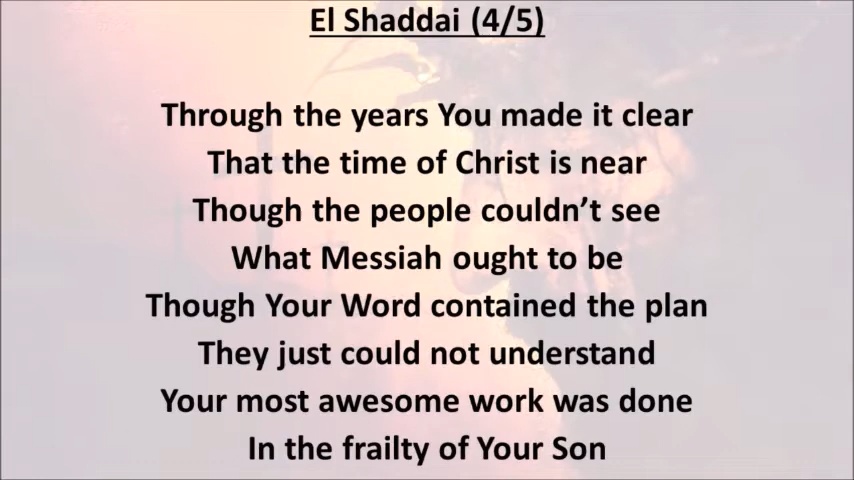 El Shaddai (4/5)
Through the years You made it clear
That the time of Christ is near
Though the people couldn’t see
What Messiah ought to be
Though Your Word contained the plan
They just could not understand
Your most awesome work was done
In the frailty of Your Son